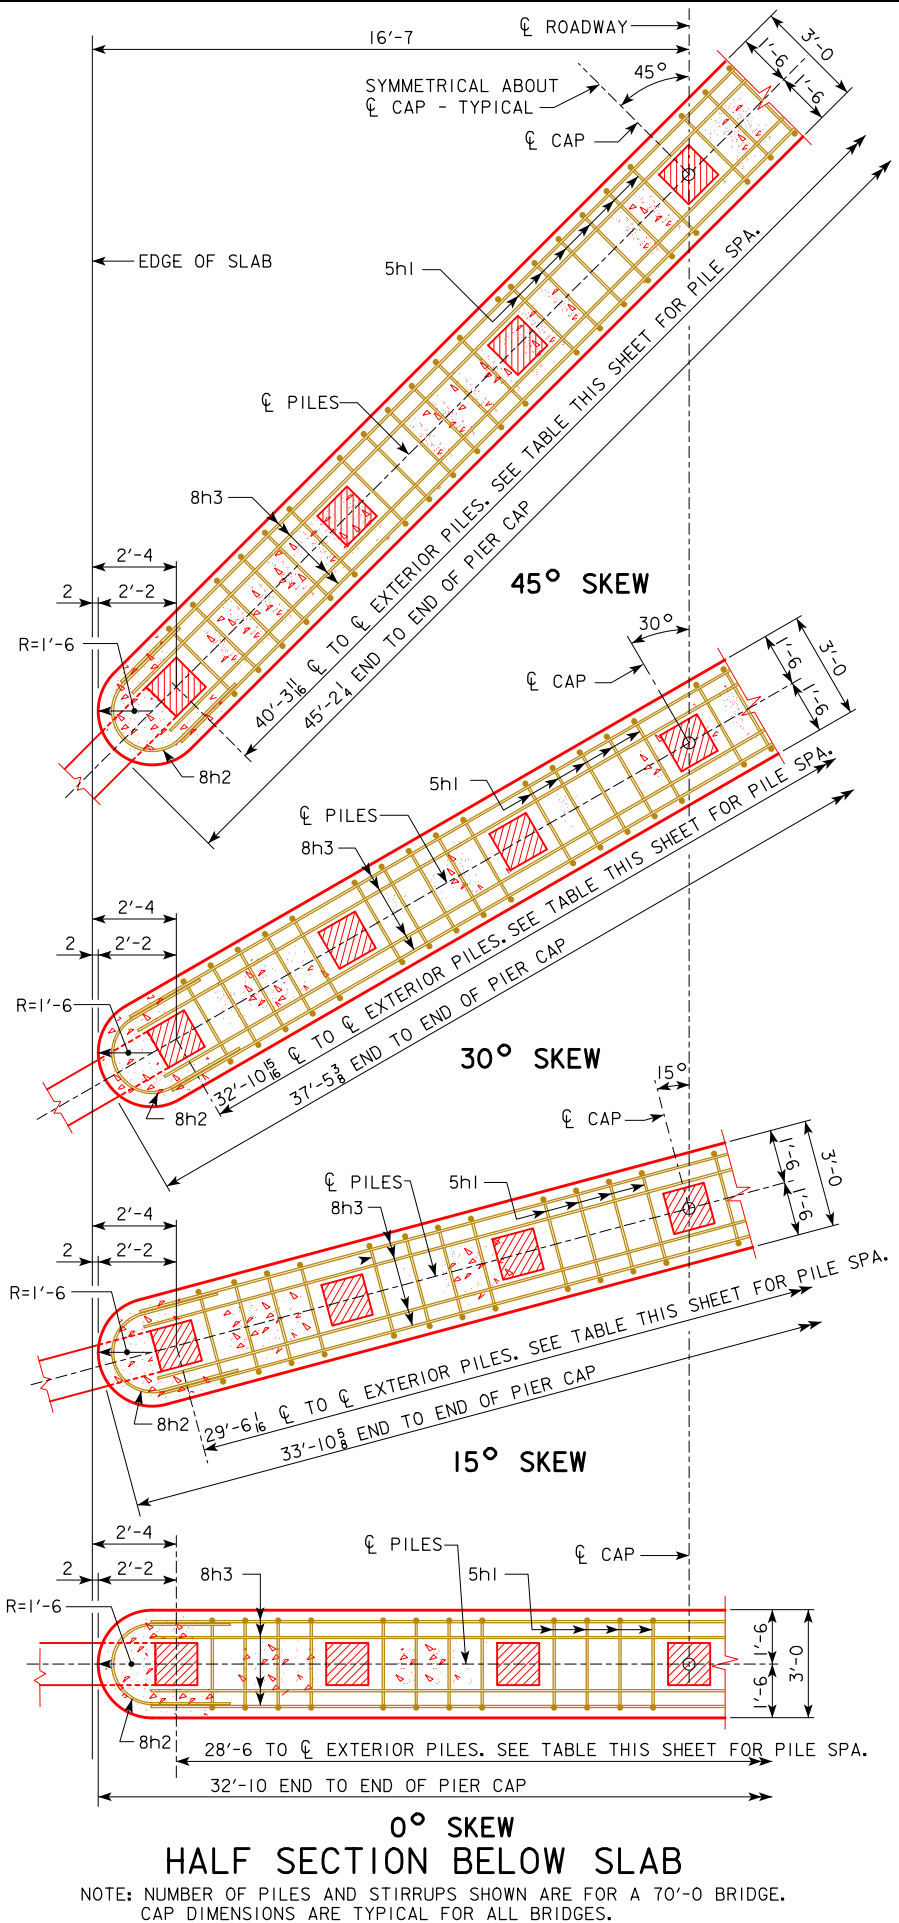 ℄ ROADWAY
16'-7
3'-0
1'-6
1'-6
45°
SYMMETRICAL ABOUT
℄ CAP - TYPICAL
℄ CAP
EDGE OF SLAB
5h1
℄ PILES
8h3
2'-4
2
2'-2
R=1'-6
8h2
40'-3 11/16 ℄ TO ℄ EXTERIOR PILES. SEE TABLE THIS SHEET FOR PILE SPA.
45'-2 1/4 END TO END OF PIER CAP
45° SKEW
30°
℄ CAP
1'-6
1'-6
3'-0
5h1
℄ PILES
8h3
2'-4
2
2'-2
R=1'-6
8h2
32'-10 15/16 ℄ TO ℄ EXTERIOR PILES. SEE TABLE THIS SHEET FOR PILE SPA.
37'-5 3/8 END TO END OF PIER CAP
30° SKEW
15°
℄ CAP
1'-6
1'-6
3'-0
℄ PILES
5h1
8h3
2'-4
2
2'-2
R=1'-6
8h2
29'-6 1/16 ℄ TO ℄ EXTERIOR PILES. SEE TABLE THIS SHEET FOR PILE SPA.
33'-10 5/8 END TO END OF PIER CAP
15° SKEW
2'-4
℄ PILES
℄ CAP
2
2'-2
8h3
5h1
R=1'-6
1'-6
1'-6
3'-0
8h2
28'-6 TO ℄ EXTERIOR PILES. SEE TABLE THIS SHEET FOR PILE SPA.
32'-10 END TO END OF PIER CAP
0° SKEW
HALF SECTION BELOW SLAB
NOTE: NUMBER OF PILES AND STIRRUPS SHOWN ARE FOR A 70'-0 BRIDGE.
CAP DIMENSIONS ARE TYPICAL FOR ALL BRIDGES.